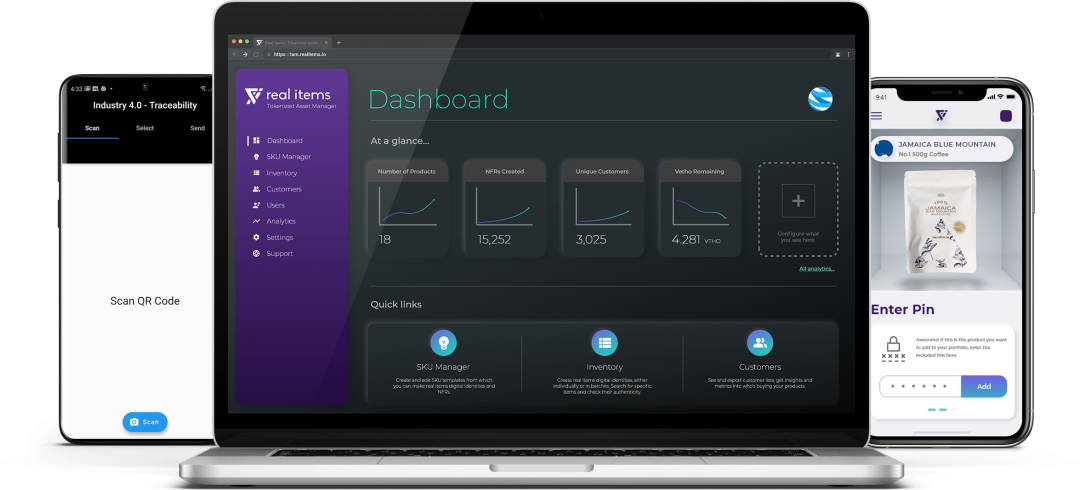 4:33
Industry 4.0 - Traceability
Scan
Select
Send
Scan QR Code
Scan
Real Items: Tokenized Asse...
https://tam.realitems.io
real items
Tokenized Asset Manager
Dashboard
SKU Manager
Inventory
Customers
Users
Analytics
Settings
Support
Dashboard
At a glance...
Number of Products
18
NFRs Created
15,252
Unique Customers
3,025
Vetho Remaining
4.281 VTHO
Configure what
you see here
All analytics...
Quick links
SKU Manager
Create and edit SKU templates from which
you can make real items digital identities and
NFRs.
Inventory
Create real items digital identities, either
individually or in batches. Search for specific
items and check their authenticity.
Customers
See and export customer lists, get insights and
metrics into who's buying your products.
9:41
JAMAICA BLUE MOUNTAIN
No.1 500g Coffee
100%
JAMAICA
BLUE MOUNTAIN
Enter Pin
Awesome! If this is the product you want
to add to your portfolio, enter the
included PIN here:
Add